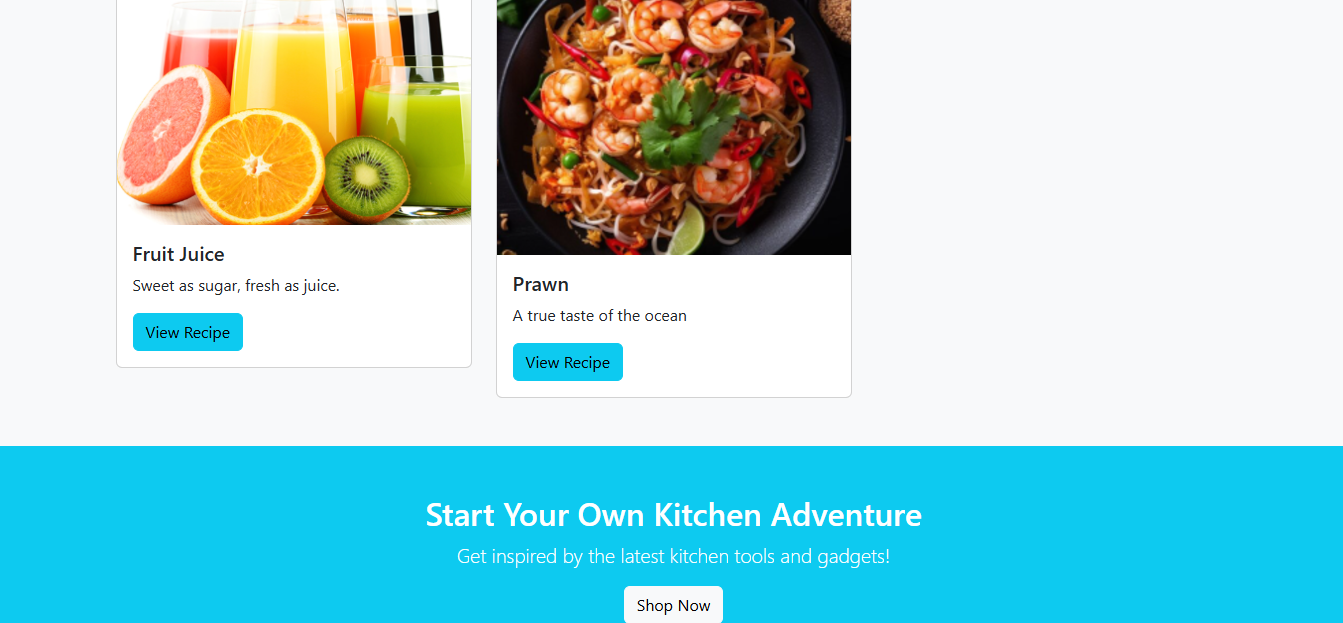 Fruit Juice
Sweet as sugar, fresh as juice.
View Recipe
Prawn
A true taste of the ocean
View Recipe
Start Your Own Kitchen Adventure
Get inspired by the latest kitchen tools and gadgets!
Shop Now